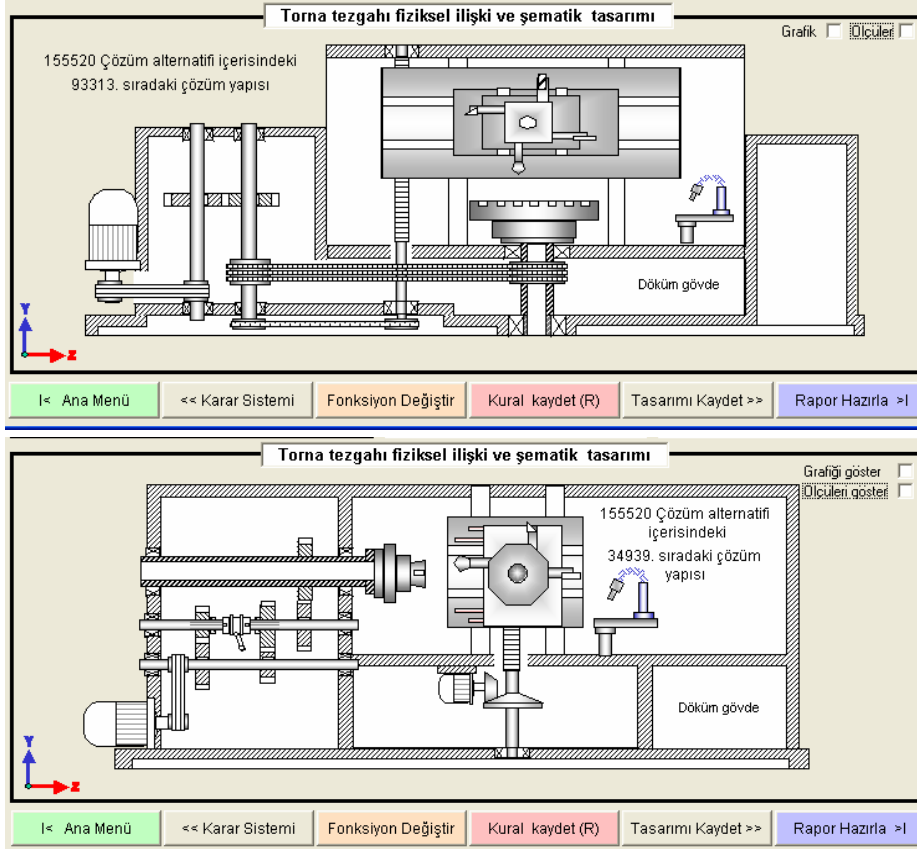 Torna tezgahı fiziksel ilişki ve şematik tasarımı
Grafik
Ölçüler
155520 Çözüm alternatifi içerisindeki
93313. sıradaki çözüm yapısı
Döküm gövde
Y
Z
I< Ana Menü
<< Karar Sistemi
Fonksiyon Değiştir
Kural kaydet (R)
Tasarımı Kaydet >>
Rapor Hazırla >I
Torna tezgahı fiziksel ilişki ve şematik tasarımı
Grafiği göster
Ölçüleri göster
155520 Çözüm alternatifi
içerisindeki
34939. sıradaki çözüm
yapısı
Döküm gövde
Y
Z
I< Ana Menü
<< Karar Sistemi
Fonksiyon Değiştir
Kural kaydet (R)
Tasarımı Kaydet >>
Rapor Hazırla >I